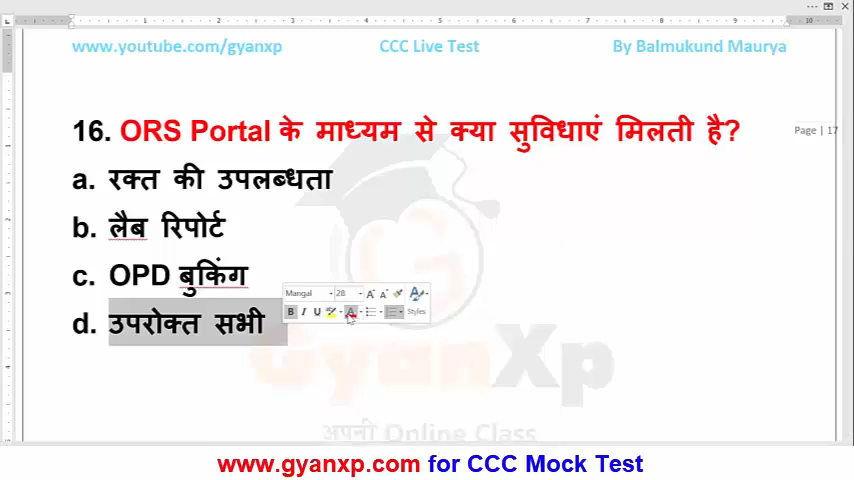 www.youtube.com/gyanxp CCC Live Test By Balmukund Maurya
16. ORS Portal के माध्यम से क्या सुविधाएं मिलती है?
Page | 17
a. रक्त की उपलब्धता
b. लैब रिपोर्ट
c. OPD बुकिंग
Mangal 28
B I U Styles
d. उपरोक्त सभी
GyanXp
अपनी Online Class
www.gyanxp.com for CCC Mock Test